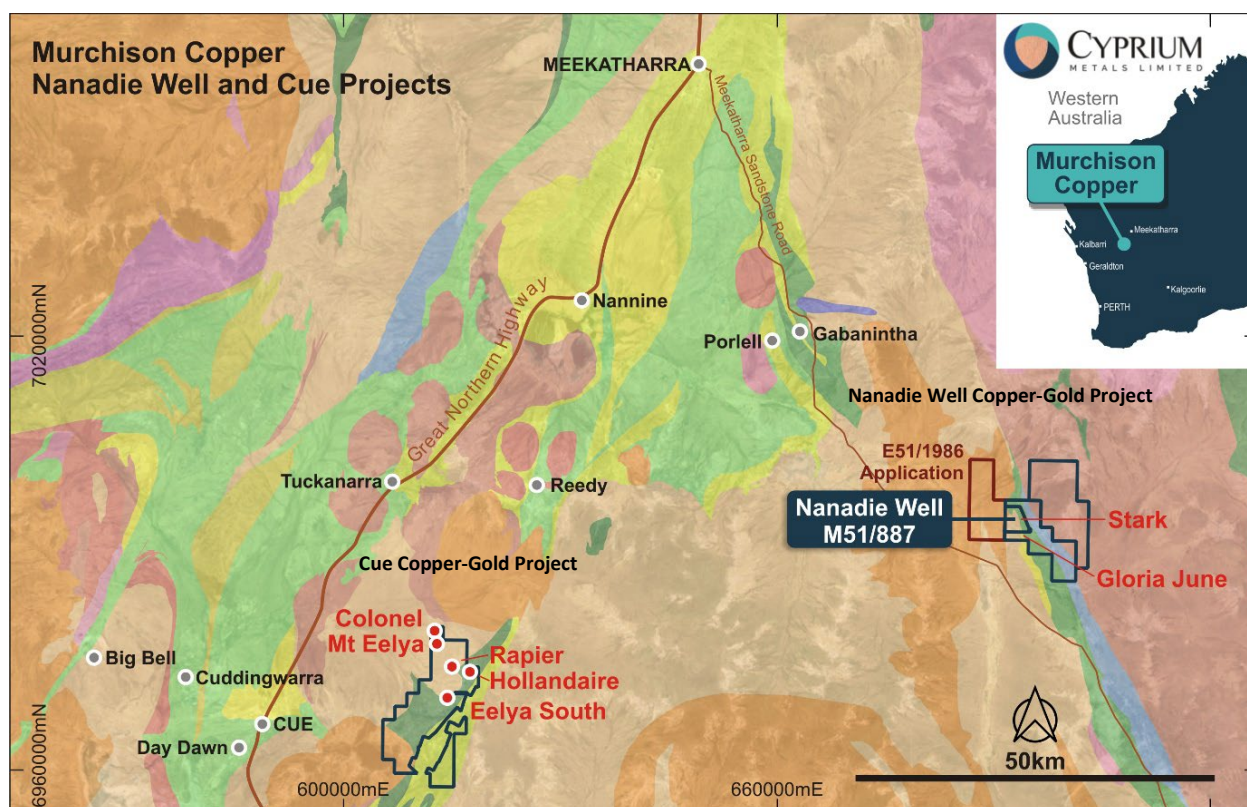 Murchison Copper
Nanadie Well and Cue Projects
MEEKATHARRA
CYPRIUM
METALS LIMITED
Western
Australia
Murchison
Copper
Meekatharra
Kalbarri
Geraldton
Kalgoorlie
PERTH
Meekatharra Sandstone Road
Great Northern Highway
Nannine
Porlell
Gabanintha
7020000mN
Nanadie Well Copper-Gold Project
E51/1986
Application
Tuckanarra
Reedy
Nanadie Well
M51/887
Stark
Gloria June
Cue Copper-Gold Project
Colonel
Mt Eelya
Rapier
Hollandaire
Eelya South
Big Bell
Cuddingwarra
CUE
Day Dawn
50km
6960000mN
600000mE
660000mE